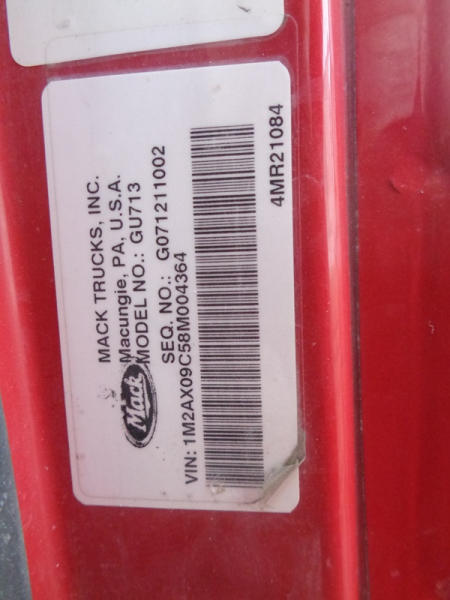 MACK TRUCKS, INC.
Macungie, PA, U.S.A.
MODEL NO.: GU713
SEQ. NO.: G071211002
Mack
VIN: 1M2AX09C58M004364
4MR21084